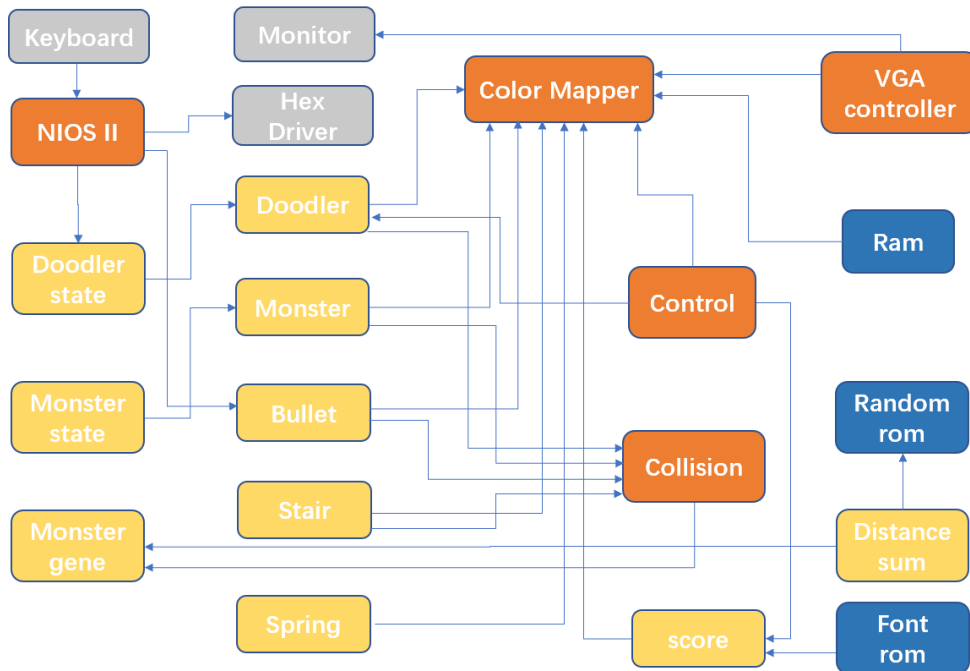 Keyboard
Monitor
VGA
controller
Color Mapper
Hex
Driver
NIOS II
Doodler
Ram
Doodler
state
Monster
Control
Monster
state
Bullet
Random
rom
Collision
Stair
Monster
gene
Distance
sum
Spring
score
Font
rom